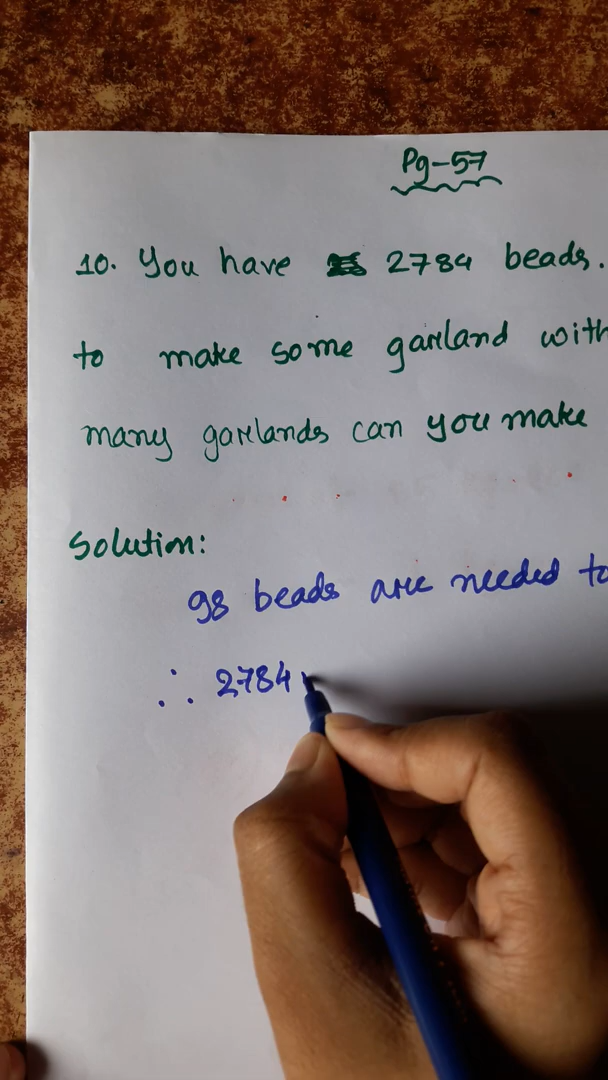 Pg-57
10. You have 2784 beads.
to make some garland with
many garlands can you make
Solution:
98 beads are needed to
∴ 2784